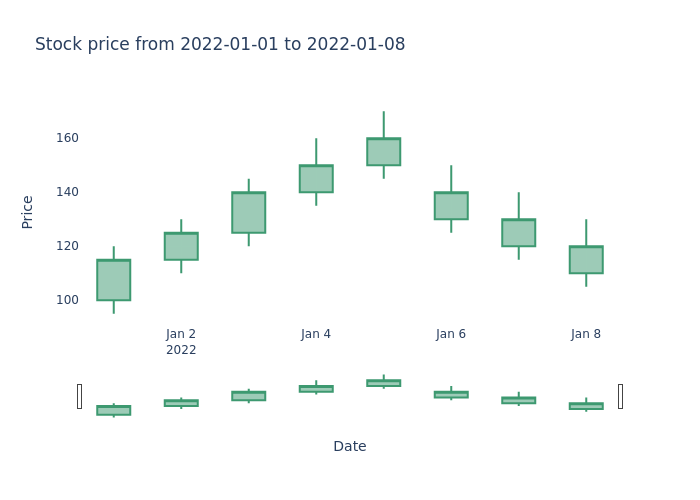 Stock price from 2022-01-01 to 2022-01-08
160
140
120
100
Price
Jan 2
2022
Jan 4
Jan 6
Jan 8
Date